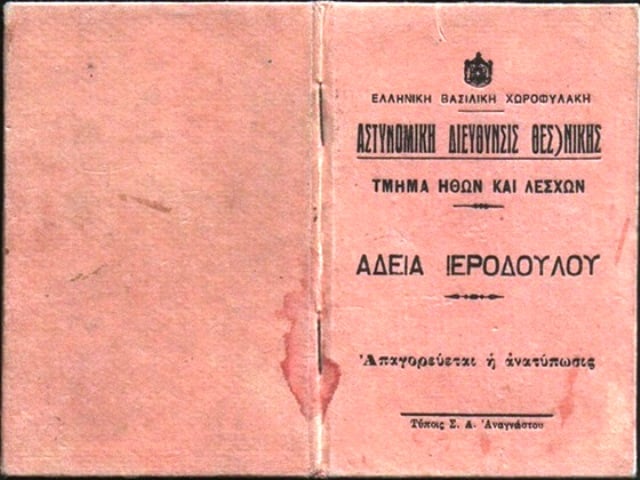 ΕΛΛΗΝΙΚΗ ΒΑΣΙΛΙΚΗ ΧΩΡΟΦΥΛΑΚΗ
ΑΣΤΥΝΟΜΙΚΗ ΔΙΕΥΘΥΝΣΙΣ ΘΕΣ)ΝΙΚΗΣ
ΤΜΗΜΑ ΗΘΩΝ ΚΑΙ ΛΕΣΧΩΝ
ΑΔΕΙΑ ΙΕΡΟΔΟΥΛΟΥ
Ἀπαγορεύεται ἡ ἀνατύπωσις
Τύποις Σ. Α. Ἀναγνώστου